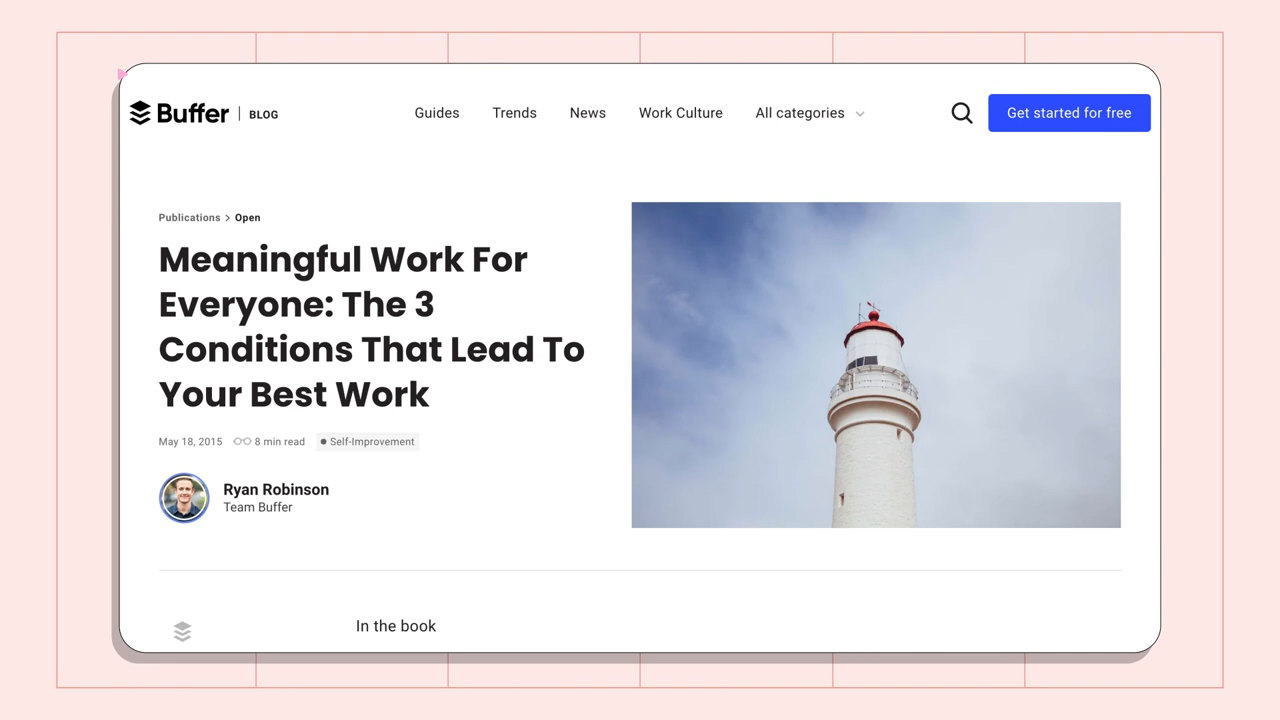 Buffer | BLOG
Guides
Trends
News
Work Culture
All categories
Get started for free
Publications > Open
Meaningful Work For
Everyone: The 3
Conditions That Lead To
Your Best Work
May 18, 2015
8 min read
Self-Improvement
Ryan Robinson
Team Buffer
In the book